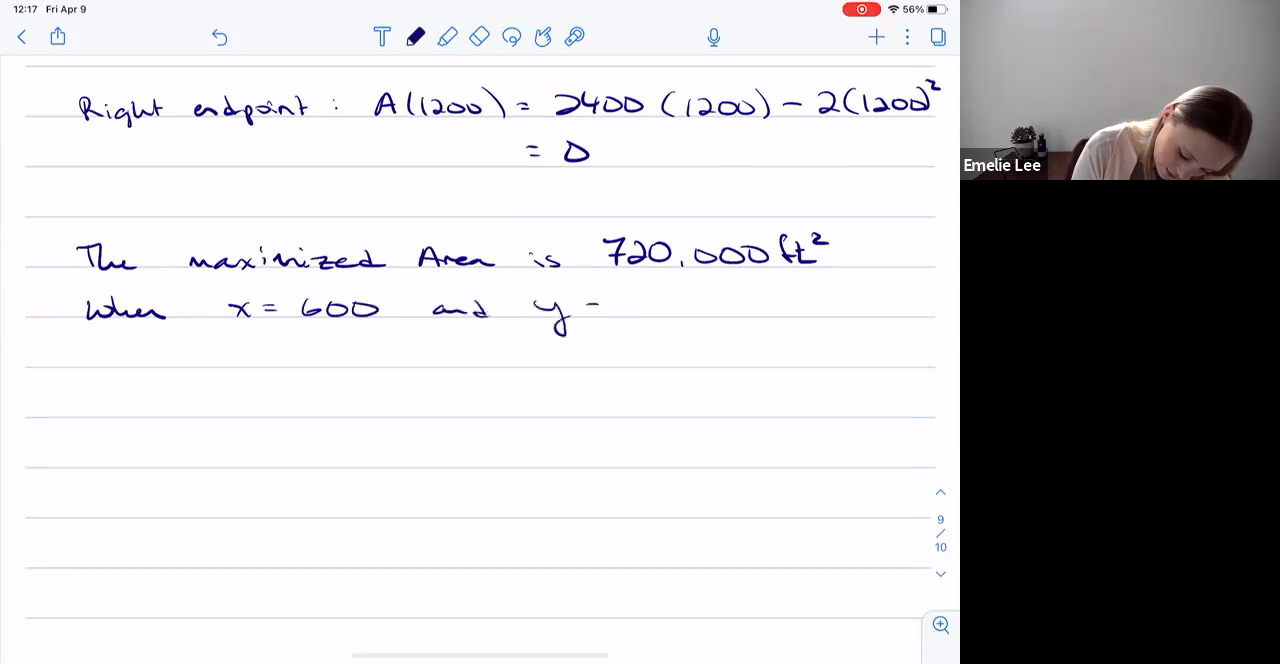 12:17 Fri Apr 9
56%
Right endpoint : A(1200) = 2400 (1200) - 2(1200)²
= 0
Emelie Lee
The maximized Area is 720,000 ft²
when x = 600 and y -
9
/
10